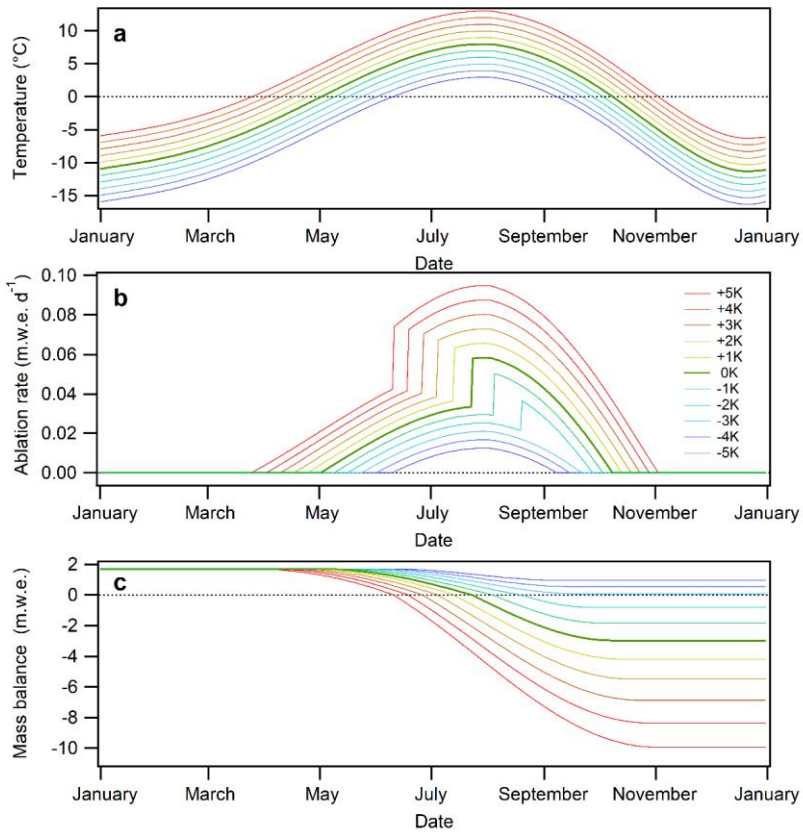 a
Temperature (°C)
10
5
0
-5
-10
-15
January March May July September November January
Date
b
Ablation rate (m.w.e. d⁻¹)
0.10
0.08
0.06
0.04
0.02
0.00
+5K
+4K
+3K
+2K
+1K
0K
-1K
-2K
-3K
-4K
-5K
January March May July September November January
Date
c
Mass balance (m.w.e.)
2
0
-2
-4
-6
-8
-10
January March May July September November January
Date